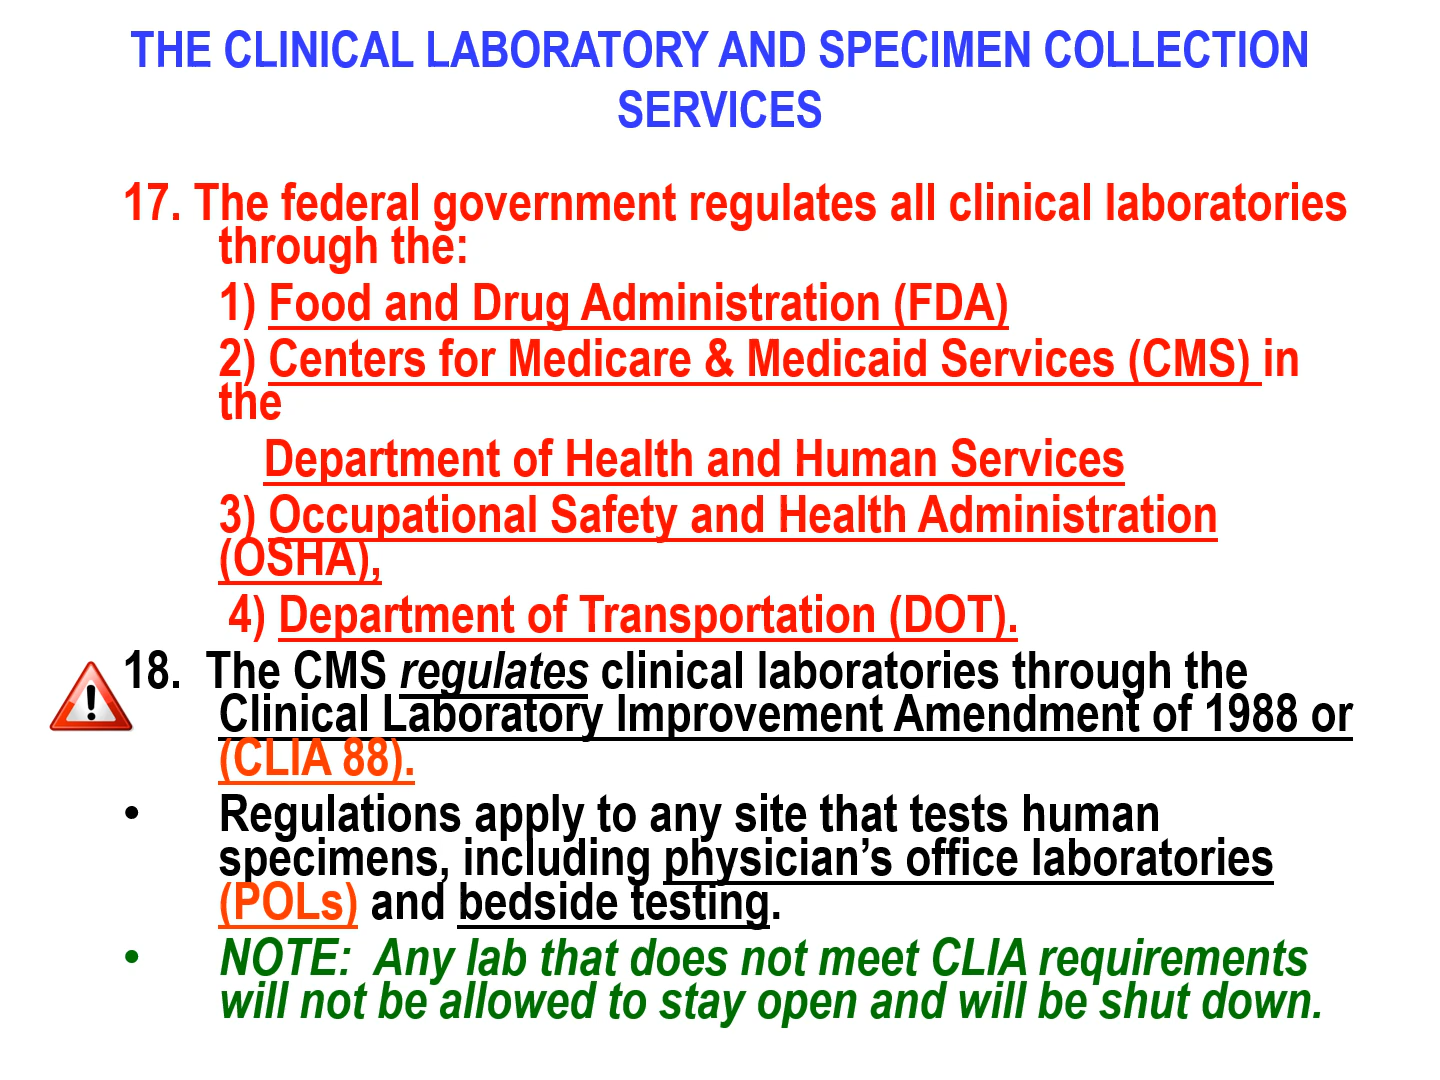 THE CLINICAL LABORATORY AND SPECIMEN COLLECTION
SERVICES
17. The federal government regulates all clinical laboratories
through the:
1) Food and Drug Administration (FDA)
2) Centers for Medicare & Medicaid Services (CMS) in
the
Department of Health and Human Services
3) Occupational Safety and Health Administration
(OSHA),
4) Department of Transportation (DOT).
18. The CMS regulates clinical laboratories through the
Clinical Laboratory Improvement Amendment of 1988 or
(CLIA 88).
• Regulations apply to any site that tests human
specimens, including physician’s office laboratories
(POLs) and bedside testing.
• NOTE: Any lab that does not meet CLIA requirements
will not be allowed to stay open and will be shut down.